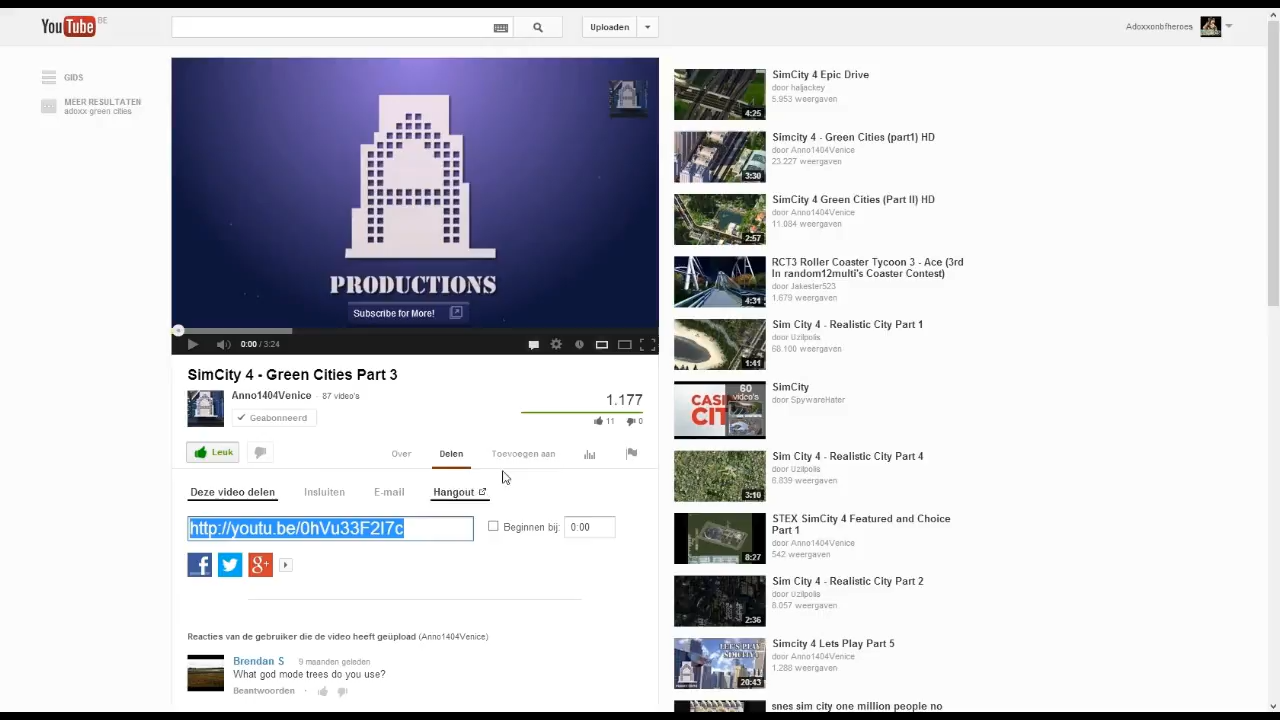 YouTube BE
Uploaden
Adoxxonbfheroes
GIDS
MEER RESULTATEN
adoxx green cities
PRODUCTIONS
Subscribe for More!
0:00 / 3:24
SimCity 4 - Green Cities Part 3
Anno1404Venice · 87 video's
Geabonneerd
1.177
11 0
Leuk
Over Delen Toevoegen aan
Deze video delen Insluiten E-mail Hangout
http://youtu.be/0hVu33F2I7c
Beginnen bij: 0:00
Reacties van de gebruiker die de video heeft geüpload (Anno1404Venice)
Brendan S 9 maanden geleden
What god mode trees do you use?
Beantwoorden ·
SimCity 4 Epic Drive
door haljackey
5.953 weergaven
4:25
Simcity 4 - Green Cities (part1) HD
door Anno1404Venice
23.227 weergaven
3:30
SimCity 4 Green Cities (Part II) HD
door Anno1404Venice
11.084 weergaven
2:57
RCT3 Roller Coaster Tycoon 3 - Ace (3rd
In random12multi's Coaster Contest)
door Jakester523
1.679 weergaven
4:31
Sim City 4 - Realistic City Part 1
door Uzilpolis
68.100 weergaven
1:41
SimCity
door SpywareHater
60
video's
Sim City 4 - Realistic City Part 4
door Uzilpolis
8.839 weergaven
3:10
STEX SimCity 4 Featured and Choice
Part 1
door Anno1404Venice
542 weergaven
8:27
Sim City 4 - Realistic City Part 2
door Uzilpolis
8.057 weergaven
2:36
Simcity 4 Lets Play Part 5
door Anno1404Venice
1.288 weergaven
20:43
snes sim city one million people no